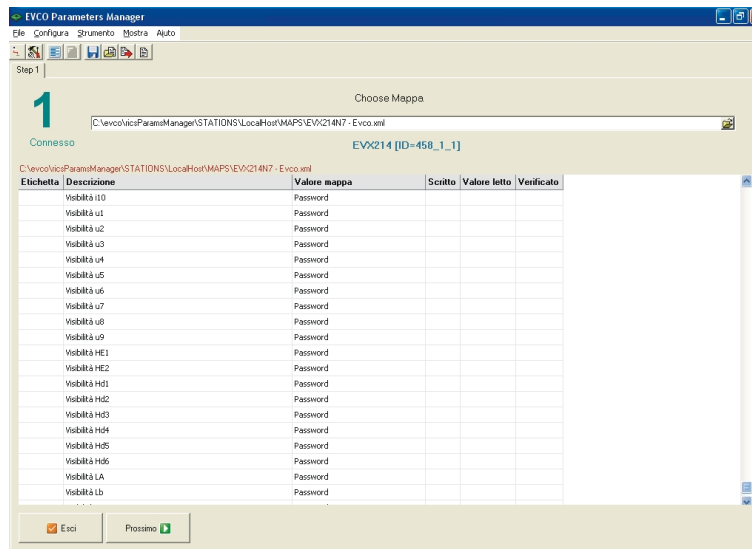 EVCO Parameters Manager
File Configura Strumento Mostra Aiuto
Step 1
1
Choose Mappa
C:\evco\ricsParamsManager\STATIONS\LocalHost\MAPS\EVX214N7 - Evco.xml
Connesso
EVX214 [ID=458_1_1]
C:\evco\ricsParamsManager\STATIONS\LocalHost\MAPS\EVX214N7 - Evco.xml
Etichetta Descrizione Valore mappa Scritto Valore letto Verificato
Visibilità i10 Password
Visibilità u1 Password
Visibilità u2 Password
Visibilità u3 Password
Visibilità u4 Password
Visibilità u5 Password
Visibilità u6 Password
Visibilità u7 Password
Visibilità u8 Password
Visibilità u9 Password
Visibilità HE1 Password
Visibilità HE2 Password
Visibilità Hd1 Password
Visibilità Hd2 Password
Visibilità Hd3 Password
Visibilità Hd4 Password
Visibilità Hd5 Password
Visibilità Hd6 Password
Visibilità LA Password
Visibilità Lb Password
Esci Prossimo